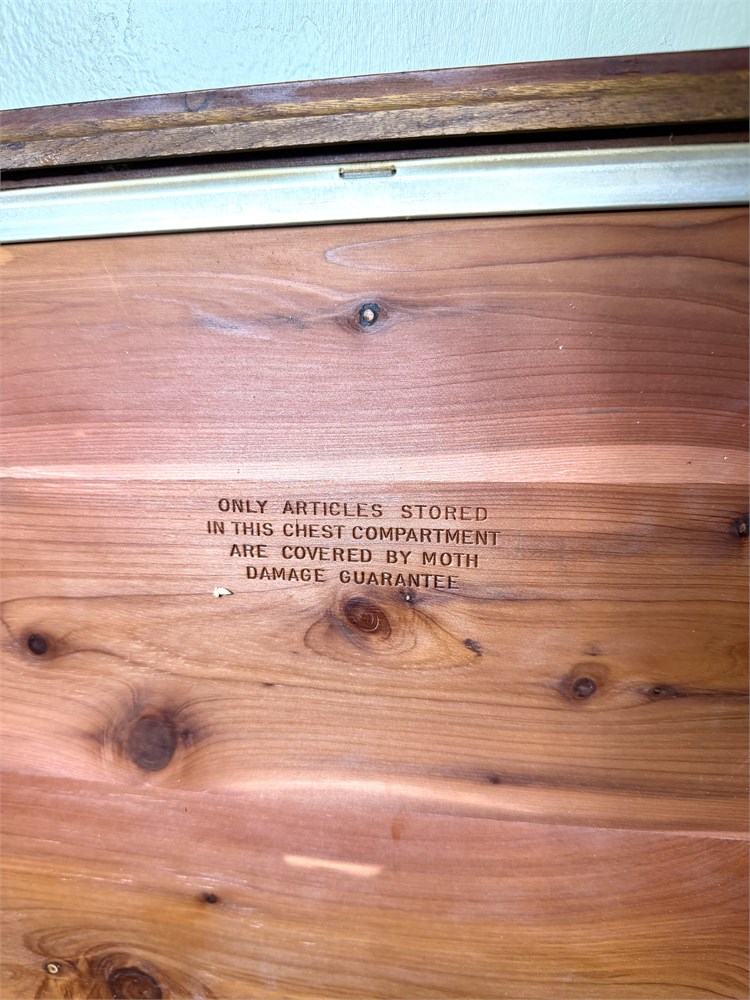 ONLY ARTICLES STORED
IN THIS CHEST COMPARTMENT
ARE COVERED BY MOTH
DAMAGE GUARANTEE